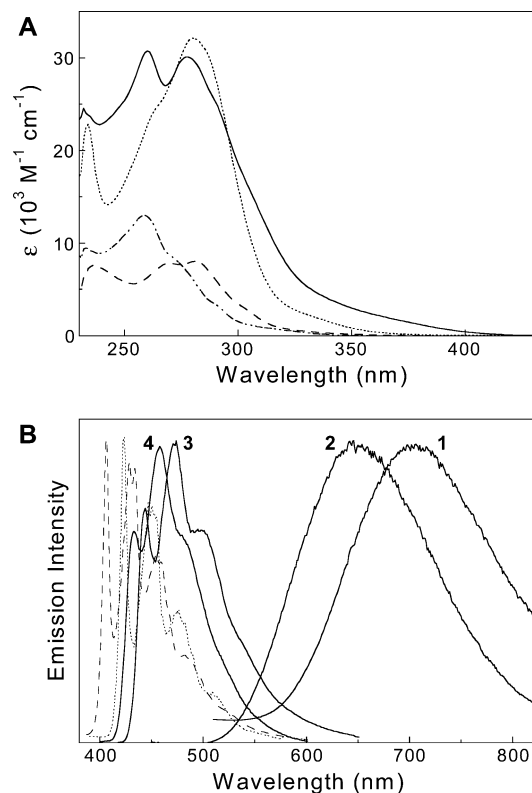 A
30
20
10
0
ε (10³ M⁻¹ cm⁻¹)
250 300 350 400
Wavelength (nm)
B
4 3 2 1
Emission Intensity
400 500 600 700 800
Wavelength (nm)